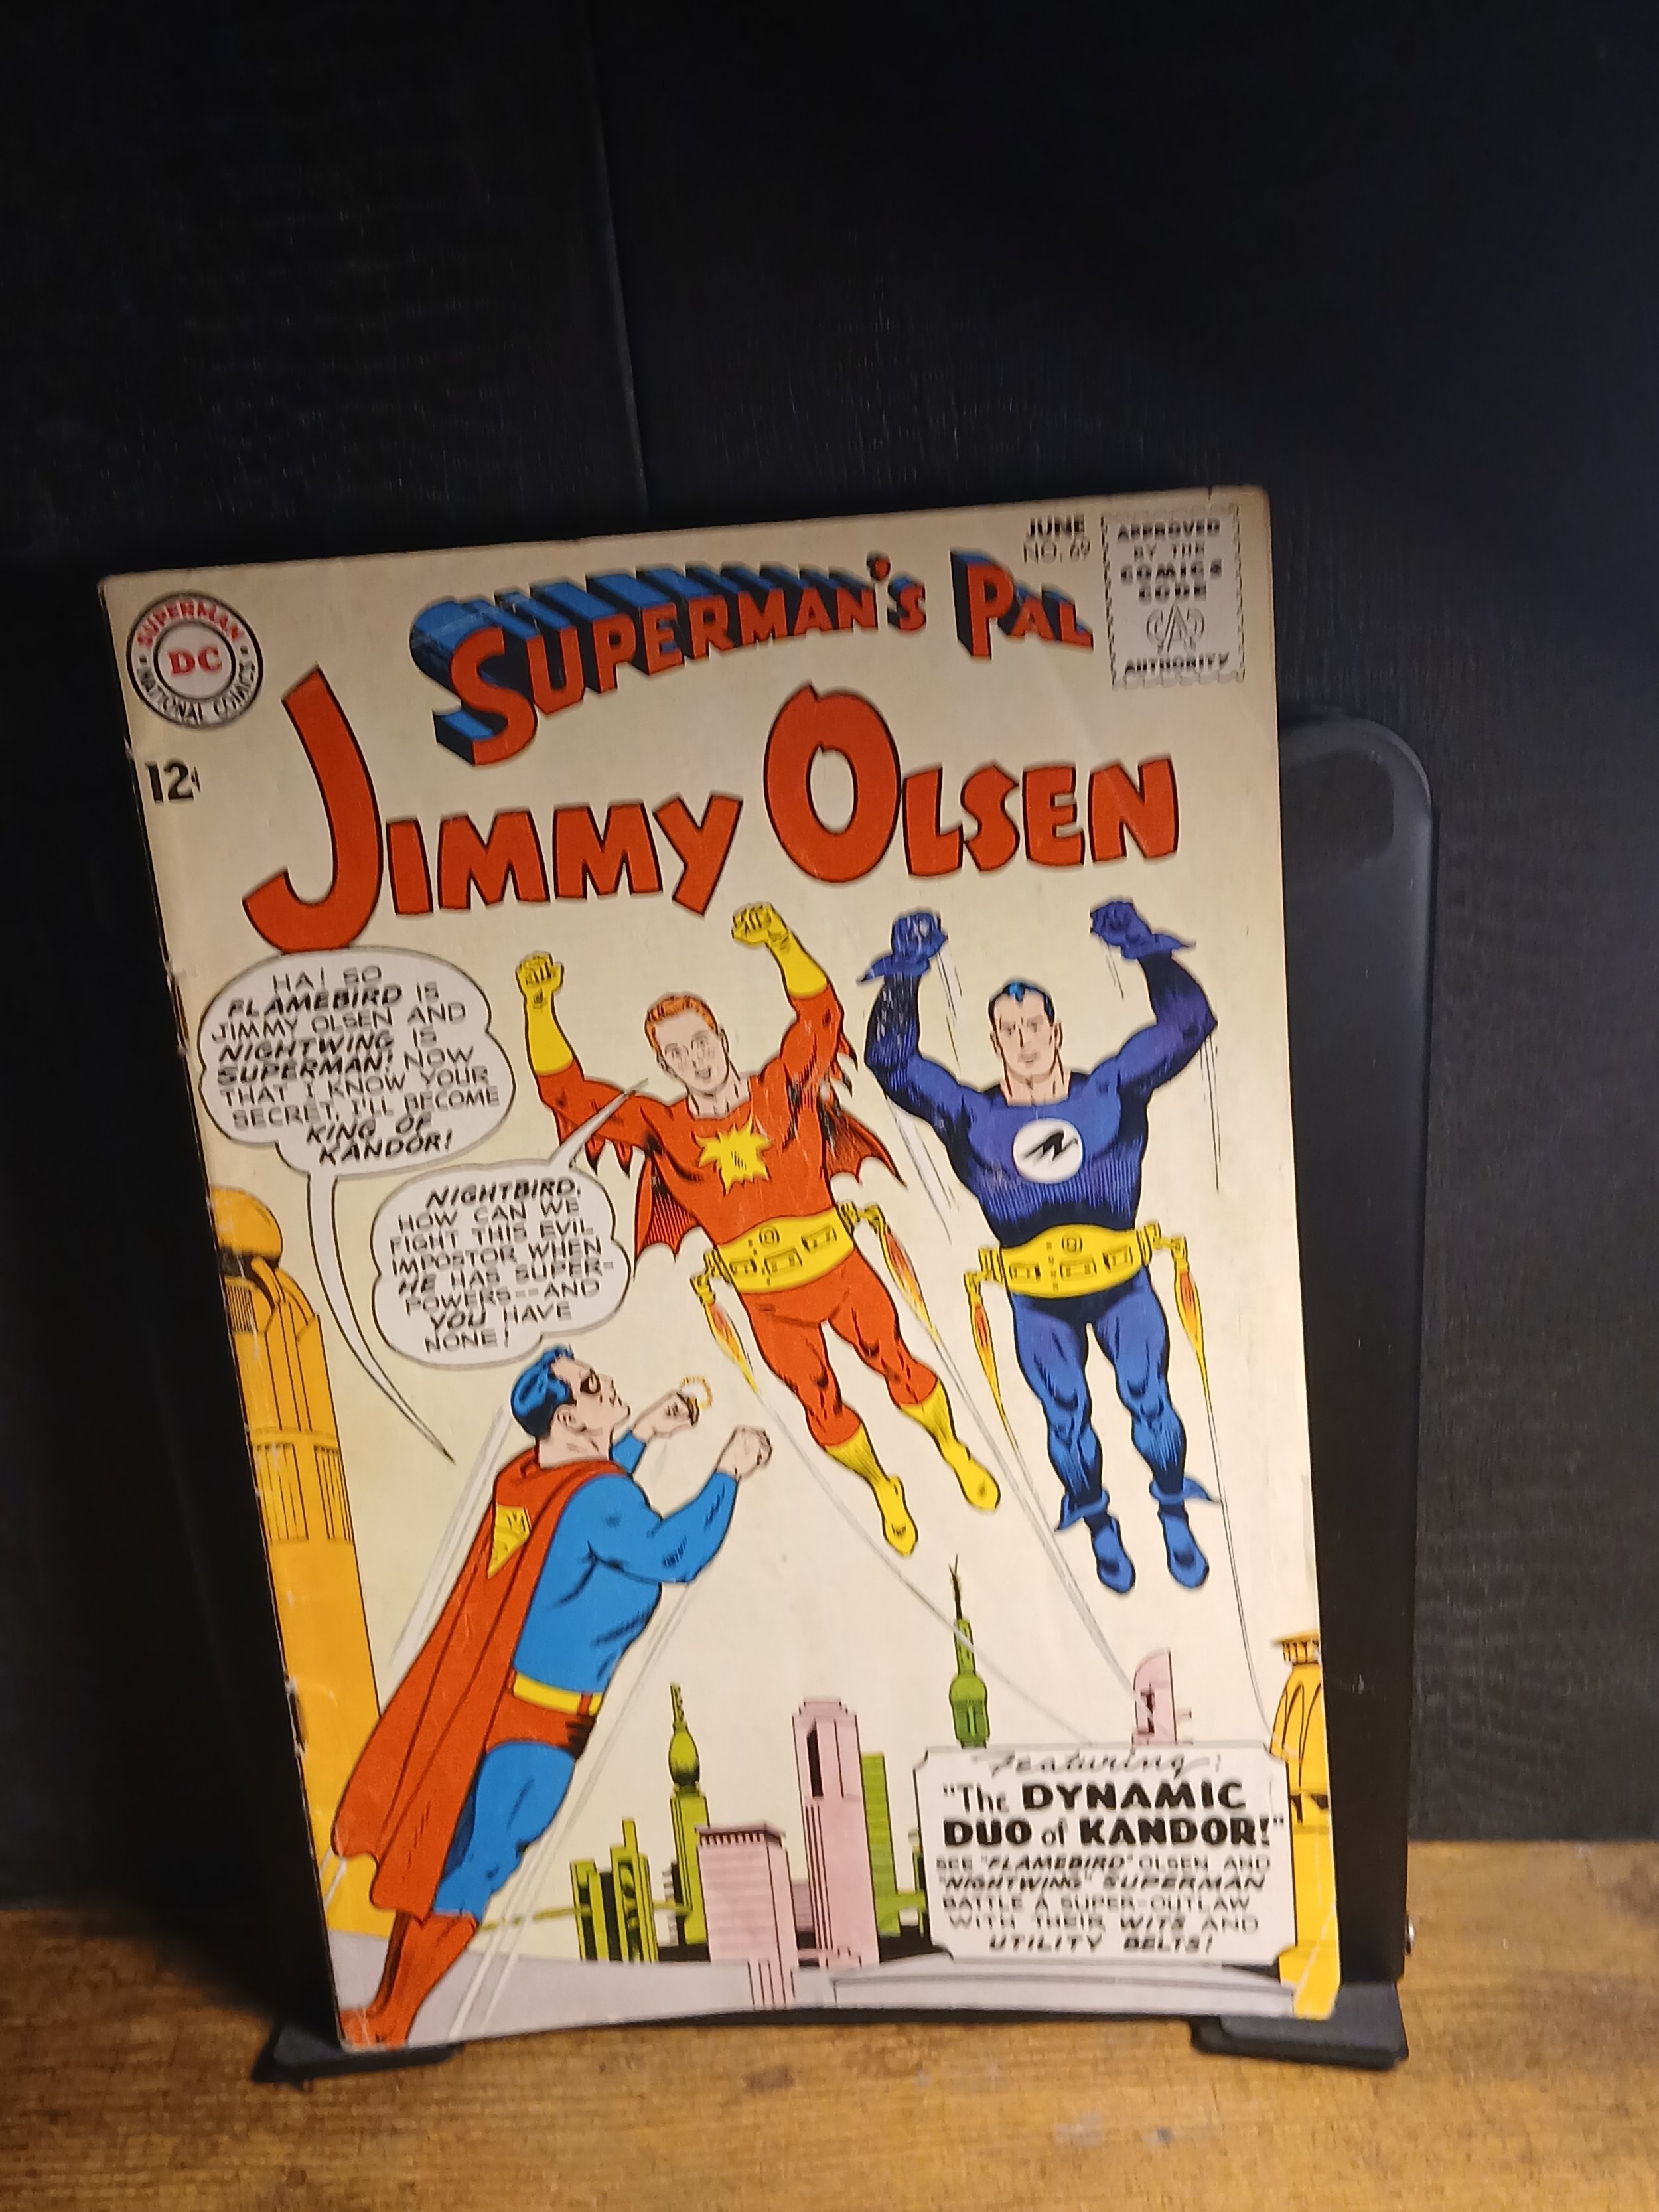 JUNE
NO. 69
APPROVED
BY THE
COMICS
CODE
CA
AUTHORITY
SUPERMAN
DC
NATIONAL COMICS
12¢
SUPERMAN'S PAL
JIMMY OLSEN
HA! SO
FLAMEBIRD IS
JIMMY OLSEN AND
NIGHTWING IS
SUPERMAN! NOW
THAT I KNOW YOUR
SECRET, I'LL BECOME
KING OF
KANDOR!
NIGHTBIRD,
HOW CAN WE
FIGHT THIS EVIL
IMPOSTOR WHEN
HE HAS SUPER-
POWERS--AND
YOU HAVE
NONE!
Featuring:
"The DYNAMIC
DUO of KANDOR!"
SEE "FLAMEBIRD" OLSEN AND
"NIGHTWING" SUPERMAN
BATTLE A SUPER-OUTLAW
WITH THEIR WITS AND
UTILITY BELTS!